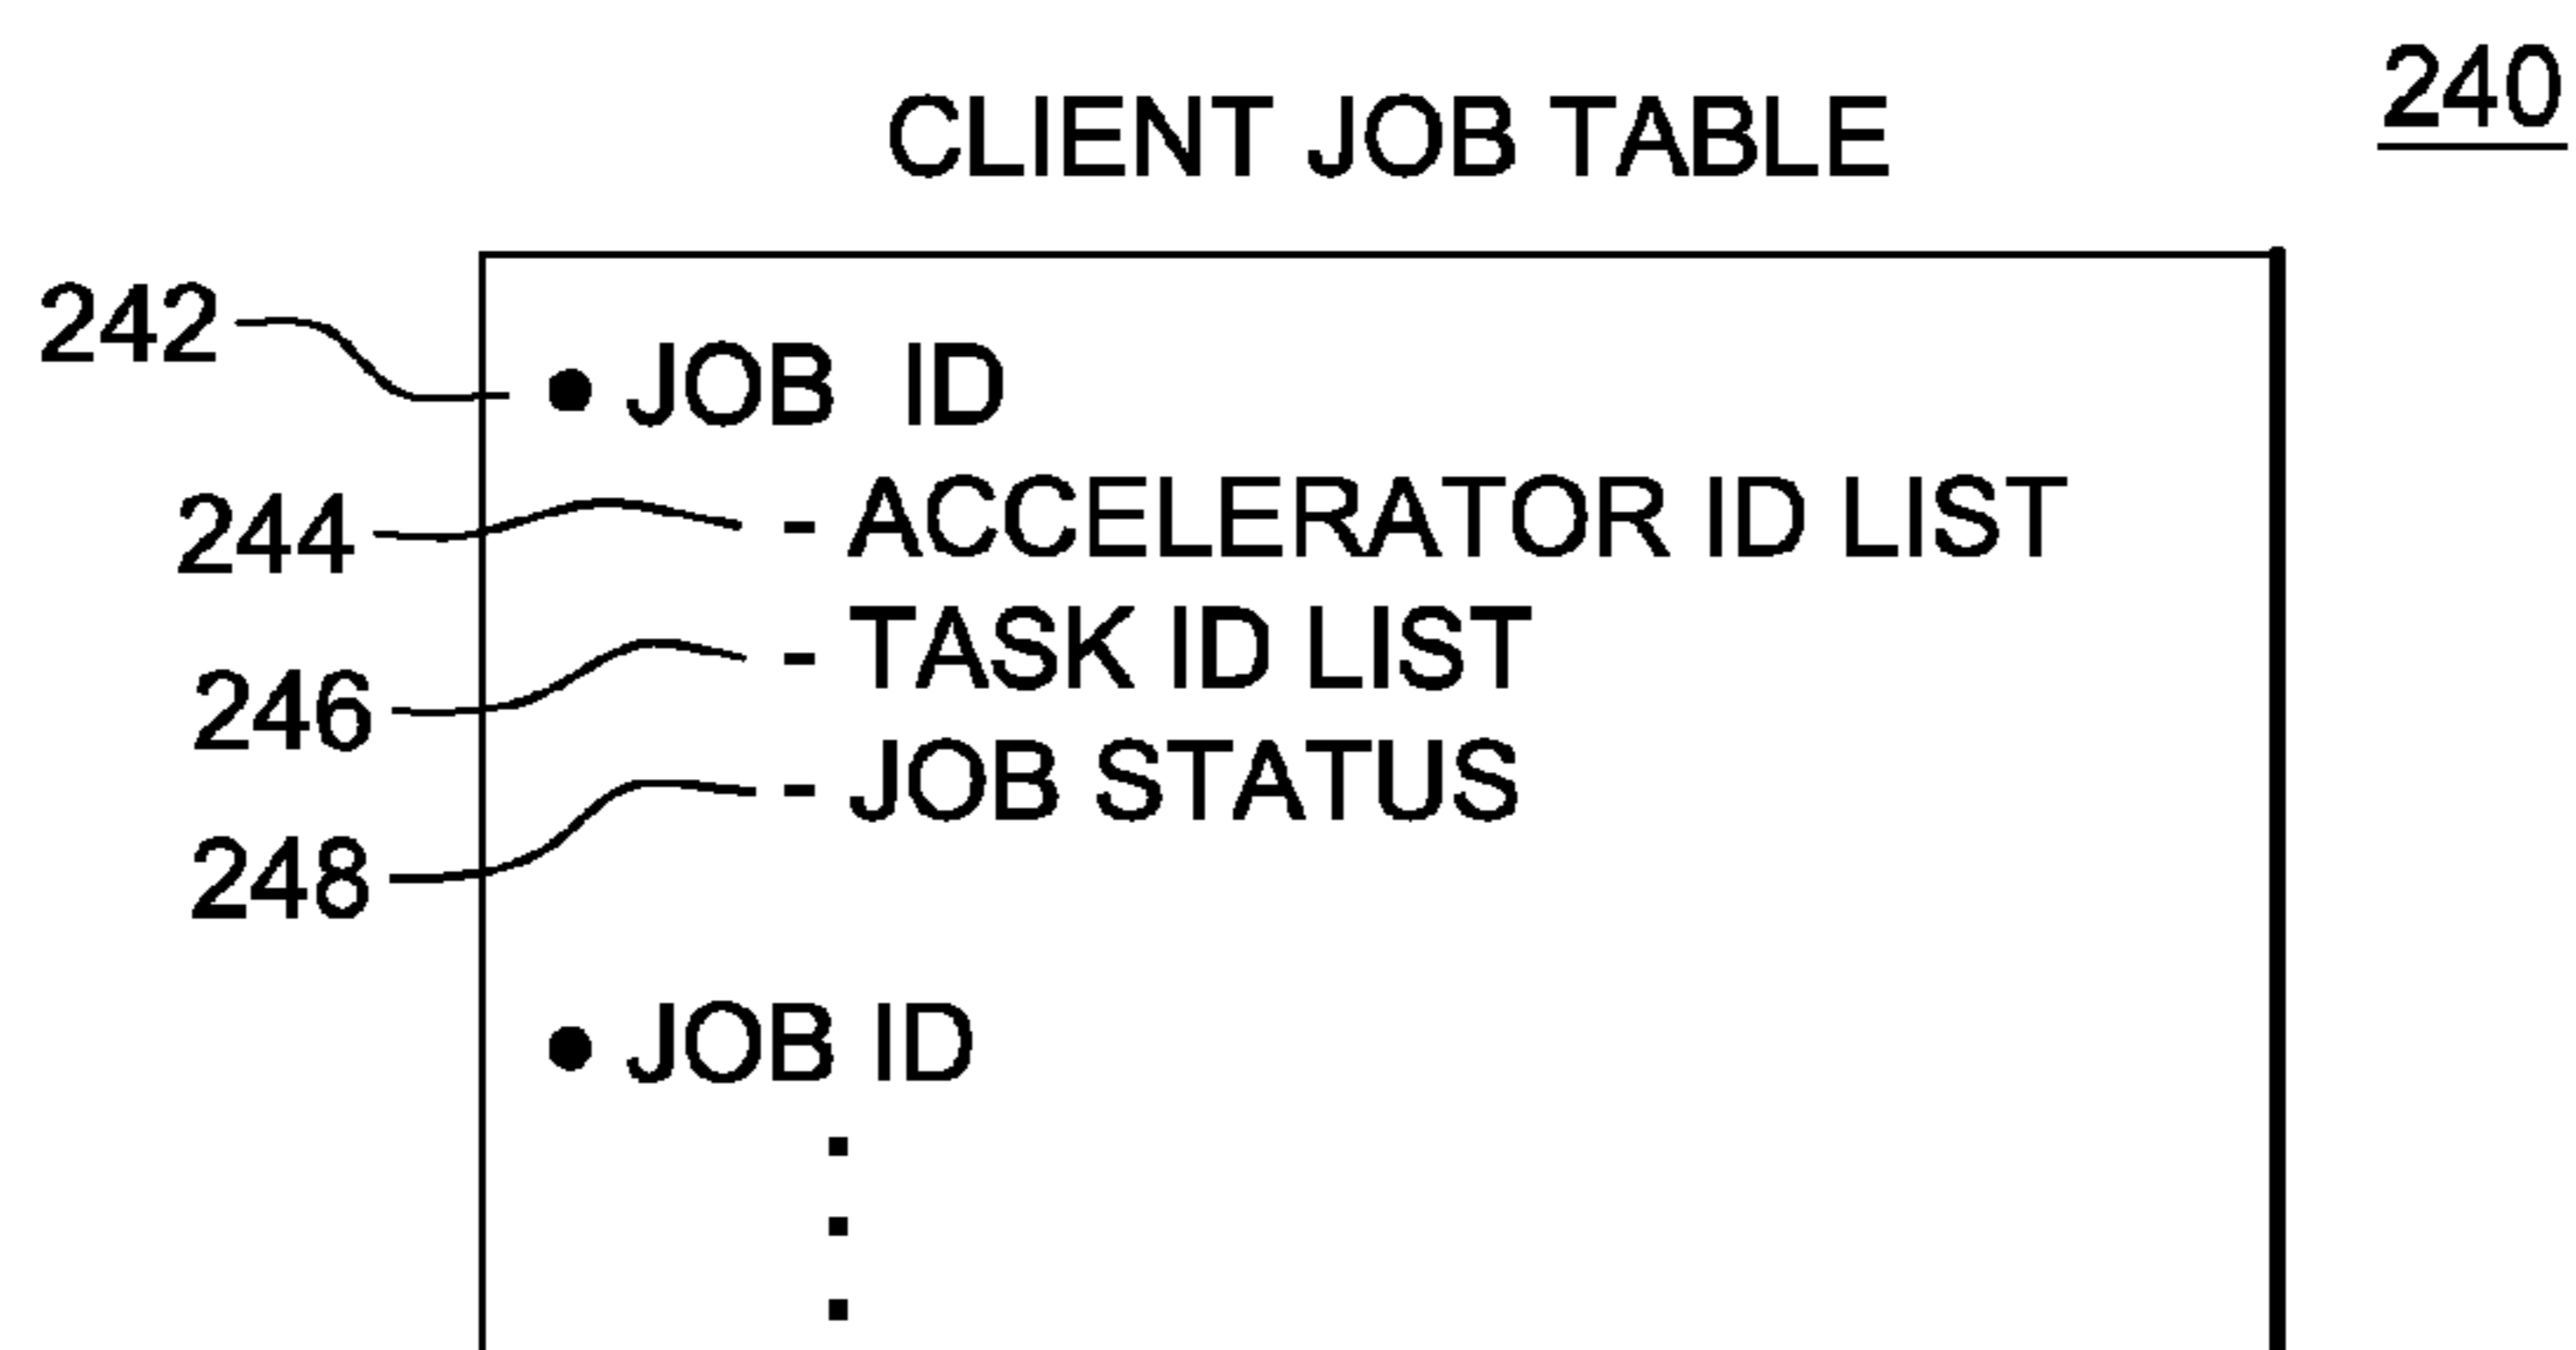 240
CLIENT JOB TABLE
242
● JOB ID
244 - ACCELERATOR ID LIST
246 - TASK ID LIST
248 - JOB STATUS
● JOB ID
.
.
.